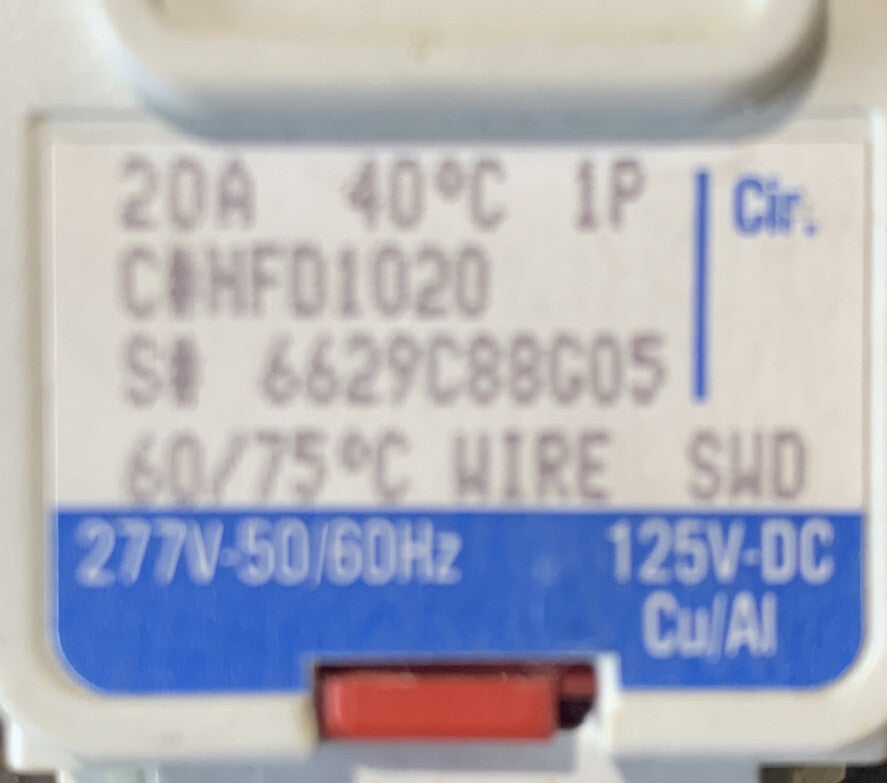 20A 40°C 1P Cir.
C#HFD1020
S# 6629C88G05
60/75°C WIRE SWD
277V-50/60Hz 125V-DC
Cu/Al